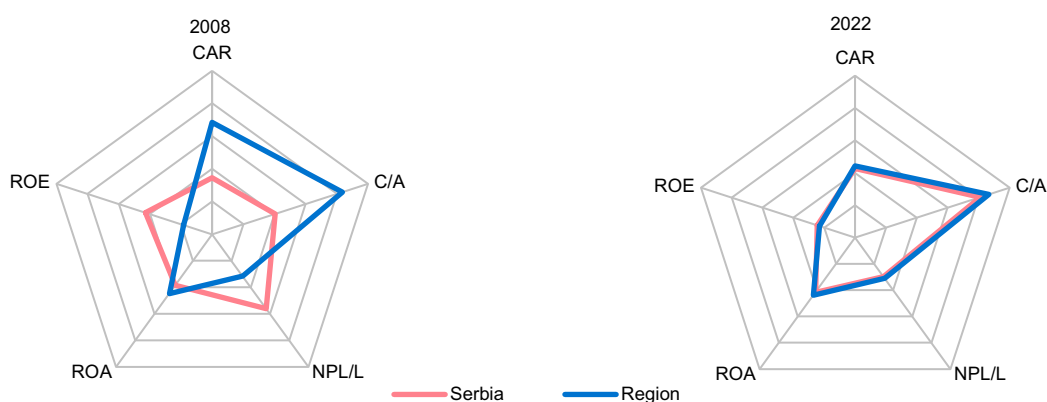 2008
CAR
ROE
C/A
ROA
NPL/L
2022
CAR
ROE
C/A
ROA
NPL/L
Serbia
Region